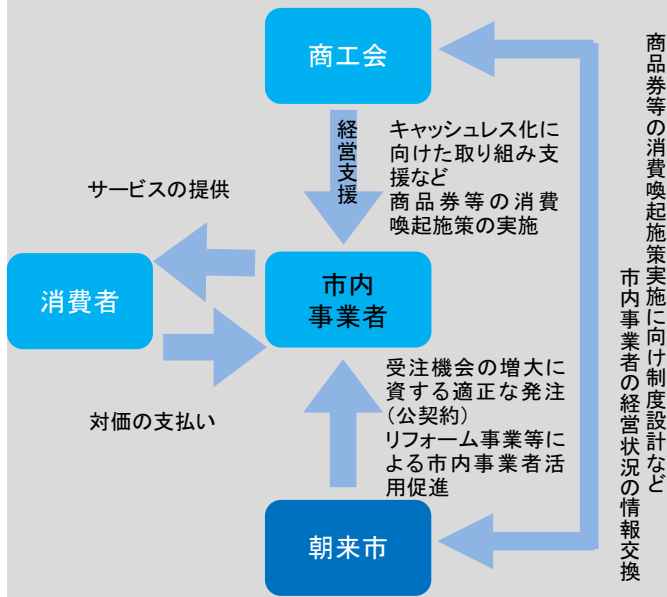 商工会
経営支援
キャッシュレス化に
向けた取り組み支
援など
商品券等の消費
喚起施策の実施
サービスの提供
消費者
市内
事業者
対価の支払い
受注機会の増大に
資する適正な発注
(公契約)
リフォーム事業等に
よる市内事業者活
用促進
朝来市
商品券等の消費喚起施策実施に向け制度設計など
市内事業者の経営状況の情報交換